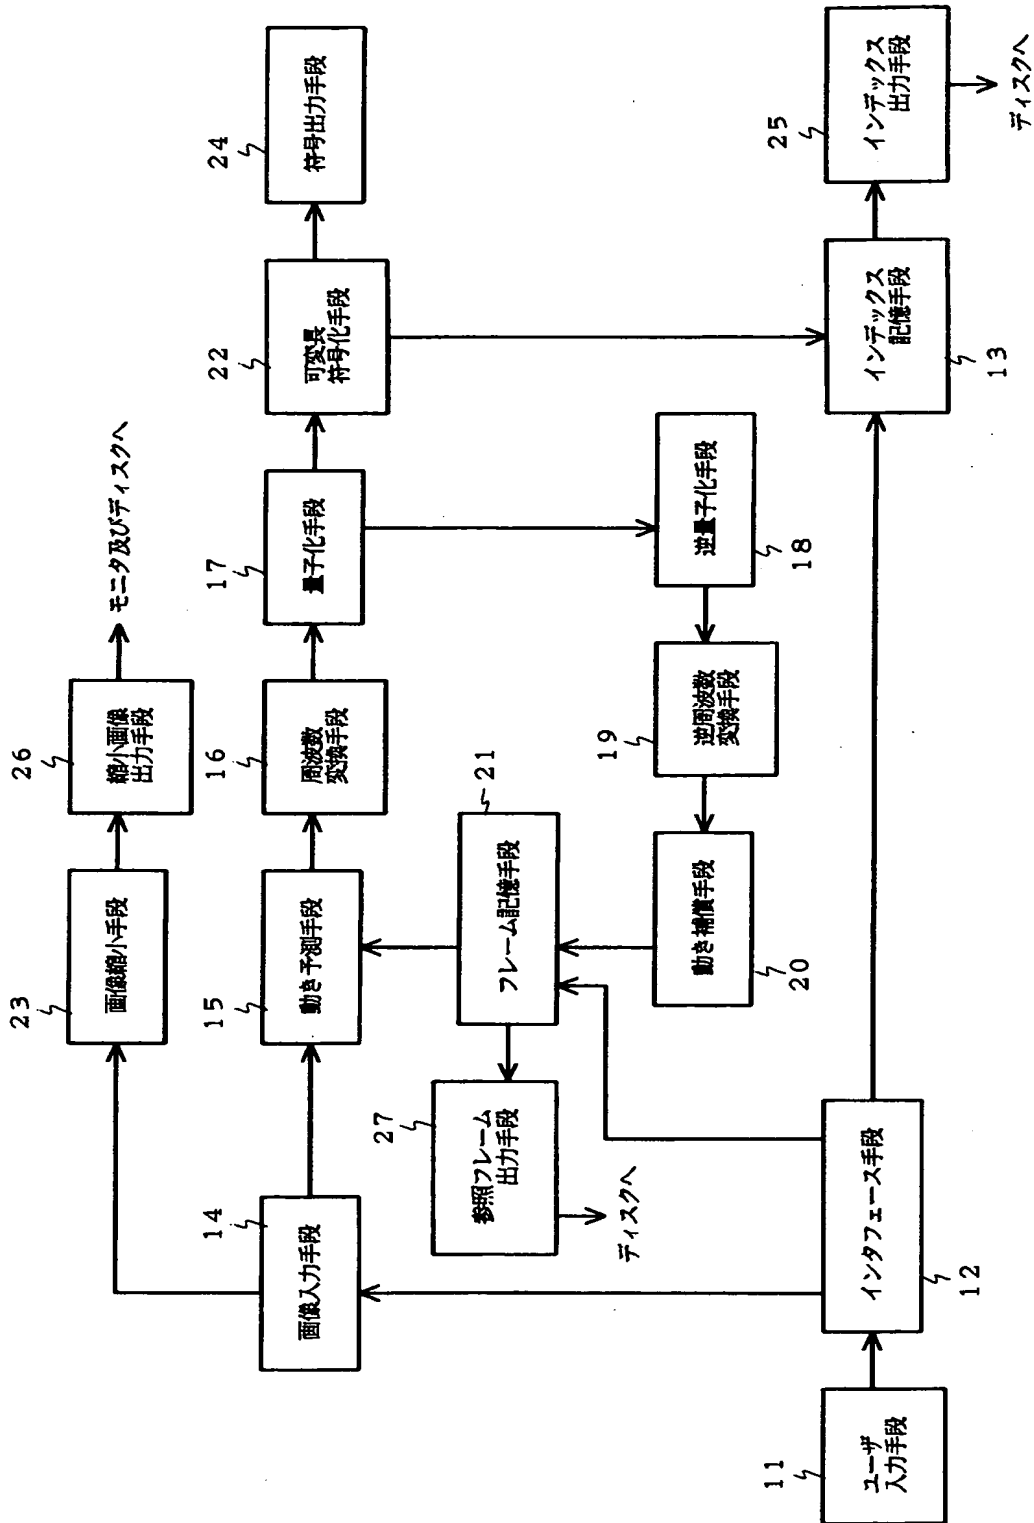 26
縮小画像
出力手段
モニタ及びディスクへ
23
画像縮小手段
14
画像入力手段
15
動き予測手段
16
周波数
変換手段
17
量子化手段
22
可変長
符号化手段
24
符号出力手段
27
参照フレーム
出力手段
ディスクへ
21
フレーム記憶手段
20
動き補償手段
19
逆周波数
変換手段
18
逆量子化手段
11
ユーザ
入力手段
12
インタフェース手段
13
インデックス
記憶手段
25
インデックス
出力手段
ディスクへ